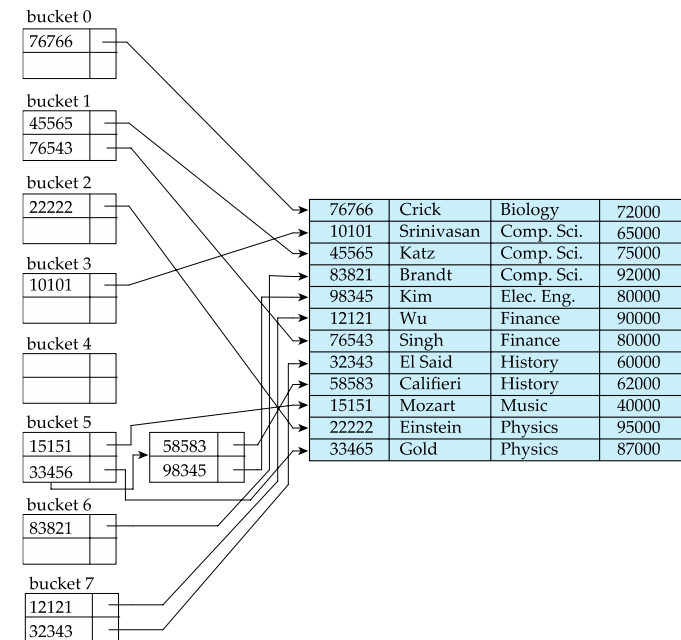 bucket 0
76766
bucket 1
45565
76543
bucket 2
22222
bucket 3
10101
bucket 4
bucket 5
15151
33456
58583
98345
bucket 6
83821
bucket 7
12121
32343
76766 Crick Biology 72000
10101 Srinivasan Comp. Sci. 65000
45565 Katz Comp. Sci. 75000
83821 Brandt Comp. Sci. 92000
98345 Kim Elec. Eng. 80000
12121 Wu Finance 90000
76543 Singh Finance 80000
32343 El Said History 60000
58583 Califieri History 62000
15151 Mozart Music 40000
22222 Einstein Physics 95000
33465 Gold Physics 87000